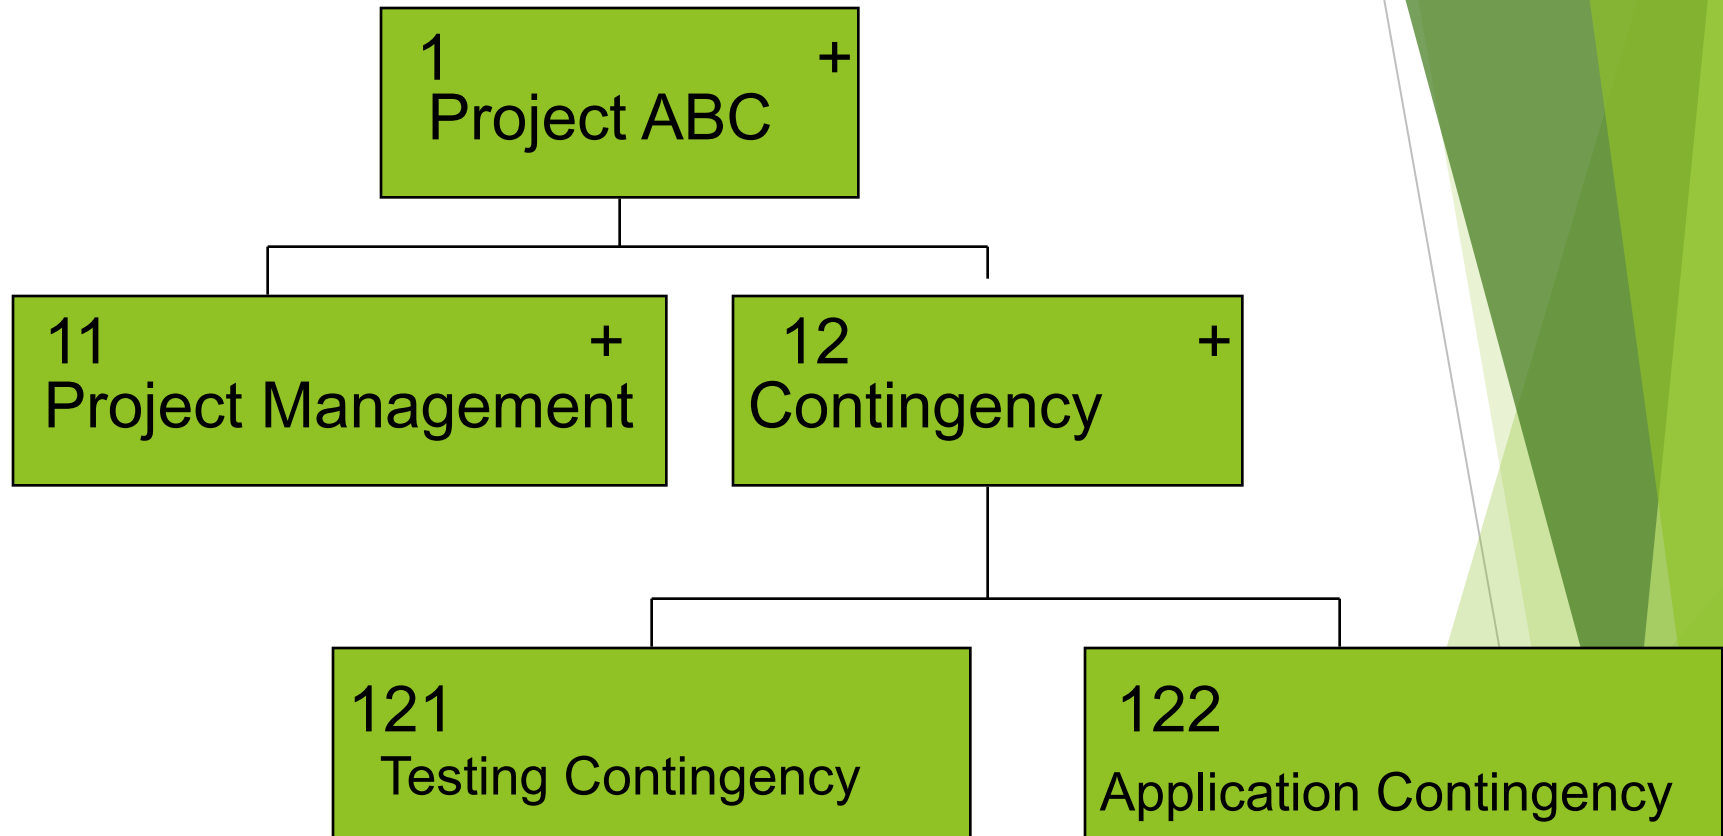 1 +
Project ABC
11 +
Project Management
12 +
Contingency
121
Testing Contingency
122
Application Contingency